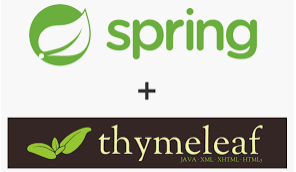 spring
+
thymeleaf
JAVA · XML · XHTML · HTML5